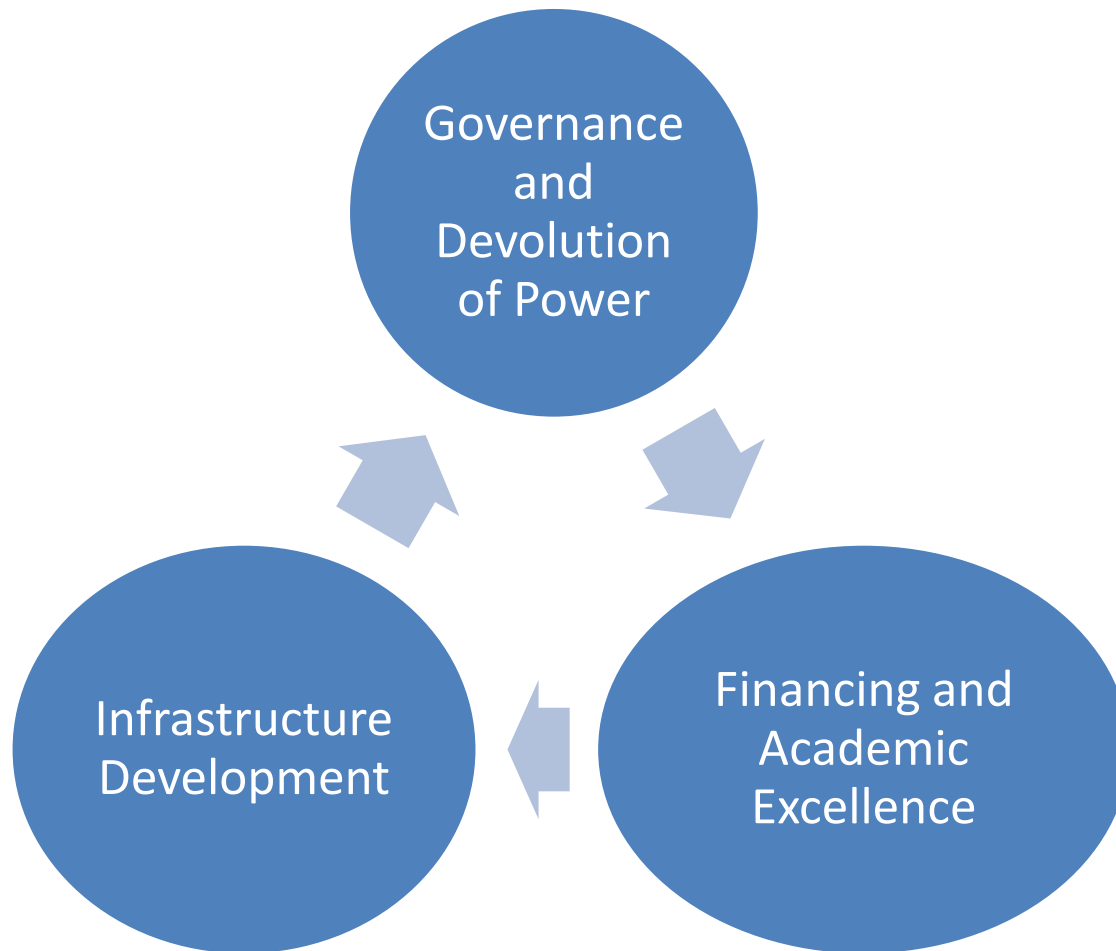 Governance
and
Devolution
of Power
Financing and
Academic
Excellence
Infrastructure
Development